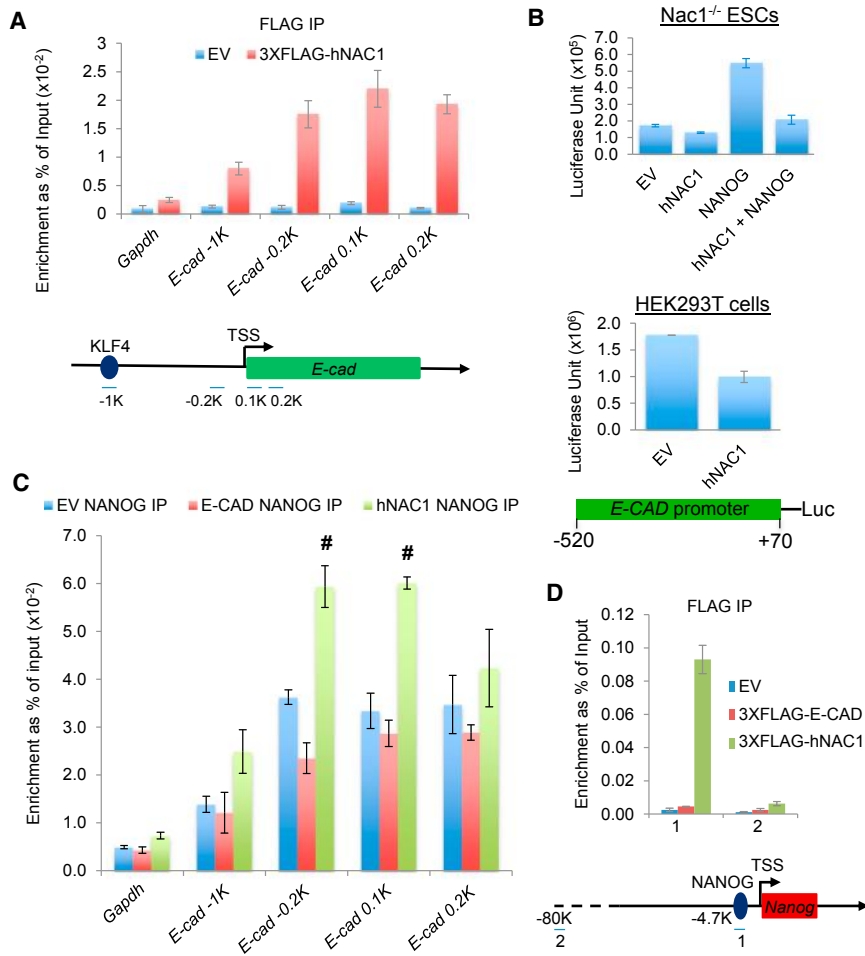 A
FLAG IP
EV
3XFLAG-hNAC1
Enrichment as % of Input (x10⁻²)
3
2.5
2
1.5
1
0.5
0
Gapdh
E-cad -1K
E-cad -0.2K
E-cad 0.1K
E-cad 0.2K
KLF4
TSS
E-cad
-1K
-0.2K
0.1K
0.2K
B
Nac1⁻/⁻ ESCs
Luciferase Unit (x10⁵)
7.0
6.0
5.0
4.0
3.0
2.0
1.0
0.0
EV
hNAC1
NANOG
hNAC1 + NANOG
HEK293T cells
Luciferase Unit (x10⁶)
2.0
1.5
1.0
0.5
0.0
EV
hNAC1
E-CAD promoter
Luc
-520
+70
C
EV NANOG IP
E-CAD NANOG IP
hNAC1 NANOG IP
Enrichment as % of input (x10⁻²)
7.0
6.0
5.0
4.0
3.0
2.0
1.0
0.0
#
#
Gapdh
E-cad -1K
E-cad -0.2K
E-cad 0.1K
E-cad 0.2K
D
FLAG IP
Enrichment as % of Input
0.12
0.10
0.08
0.06
0.04
0.02
0.00
EV
3XFLAG-E-CAD
3XFLAG-hNAC1
1
2
TSS
NANOG
Nanog
-80K
-4.7K
2
1